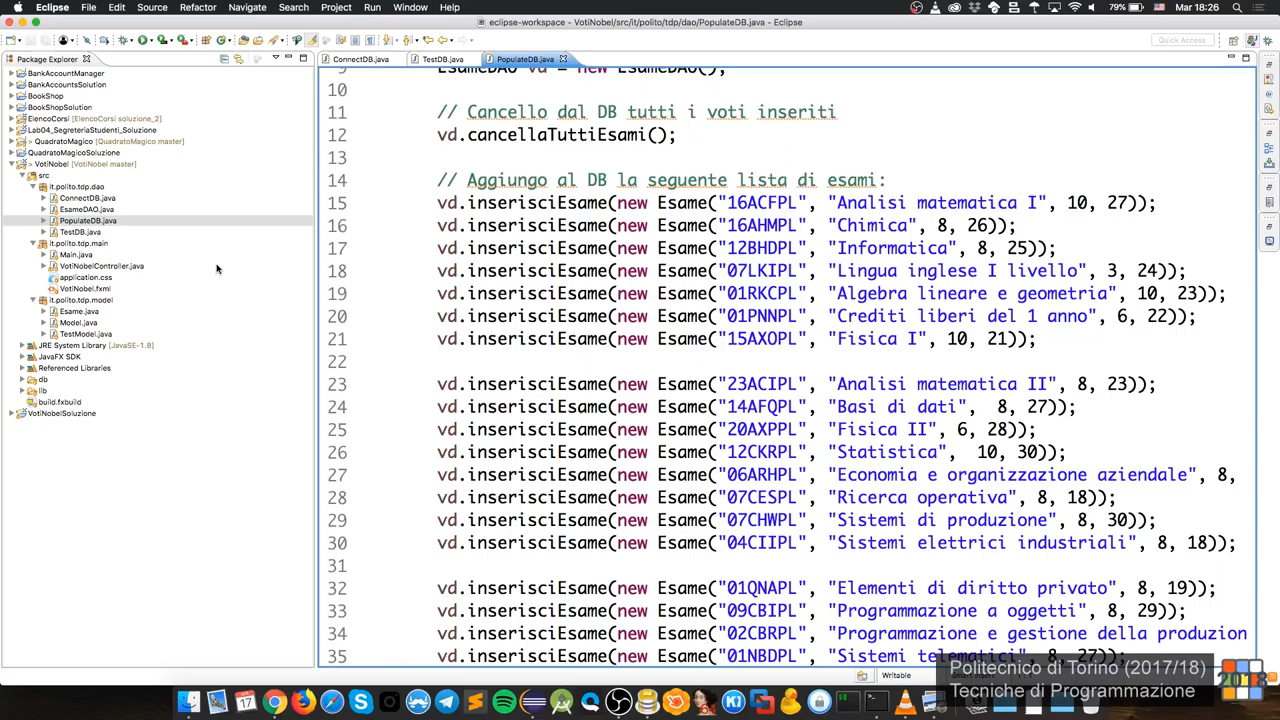 Eclipse File Edit Source Refactor Navigate Search Project Run Window Help 79% Mar 18:26
eclipse-workspace - VotiNobel/src/it/polito/tdp/dao/PopulateDB.java - Eclipse
Quick Access
Package Explorer
ConnectDB.java TestDB.java PopulateDB.java
BankAccountManager
BankAccountsSolution
BookShop
BookShopSolution
ElencoCorsi [ElencoCorsi soluzione_2]
Lab04_SegreteriaStudenti_Soluzione
> QuadratoMagico [QuadratoMagico master]
QuadratoMagicoSoluzione
> VotiNobel [VotiNobel master]
src
it.polito.tdp.dao
ConnectDB.java
EsameDAO.java
PopulateDB.java
TestDB.java
it.polito.tdp.main
Main.java
VotiNobelController.java
application.css
VotiNobel.fxml
it.polito.tdp.model
Esame.java
Model.java
TestModel.java
JRE System Library [JavaSE-1.8]
JavaFX SDK
Referenced Libraries
db
lib
build.fxbuild
VotiNobelSoluzione
9 EsameDAO vd = new EsameDAO();
10
11 // Cancello dal DB tutti i voti inseriti
12 vd.cancellaTuttiEsami();
13
14 // Aggiungo al DB la seguente lista di esami:
15 vd.inserisciEsame(new Esame("16ACFPL", "Analisi matematica I", 10, 27));
16 vd.inserisciEsame(new Esame("16AHMPL", "Chimica", 8, 26));
17 vd.inserisciEsame(new Esame("12BHDPL", "Informatica", 8, 25));
18 vd.inserisciEsame(new Esame("07LKIPL", "Lingua inglese I livello", 3, 24));
19 vd.inserisciEsame(new Esame("01RKCPL", "Algebra lineare e geometria", 10, 23));
20 vd.inserisciEsame(new Esame("01PNNPL", "Crediti liberi del 1 anno", 6, 22));
21 vd.inserisciEsame(new Esame("15AXOPL", "Fisica I", 10, 21));
22
23 vd.inserisciEsame(new Esame("23ACIPL", "Analisi matematica II", 8, 23));
24 vd.inserisciEsame(new Esame("14AFQPL", "Basi di dati", 8, 27));
25 vd.inserisciEsame(new Esame("20AXPPL", "Fisica II", 6, 28));
26 vd.inserisciEsame(new Esame("12CKRPL", "Statistica", 10, 30));
27 vd.inserisciEsame(new Esame("06ARHPL", "Economia e organizzazione aziendale", 8,
28 vd.inserisciEsame(new Esame("07CESPL", "Ricerca operativa", 8, 18));
29 vd.inserisciEsame(new Esame("07CHWPL", "Sistemi di produzione", 8, 30));
30 vd.inserisciEsame(new Esame("04CIIPL", "Sistemi elettrici industriali", 8, 18));
31
32 vd.inserisciEsame(new Esame("01QNAPL", "Elementi di diritto privato", 8, 19));
33 vd.inserisciEsame(new Esame("09CBIPL", "Programmazione a oggetti", 8, 29));
34 vd.inserisciEsame(new Esame("02CBRPL", "Programmazione e gestione della produzion
35 vd.inserisciEsame(new Esame("01NBDPL", "Sistemi telematici", 8, 27));
Writable
Politecnico di Torino (2017/18)
Tecniche di Programmazione
2018